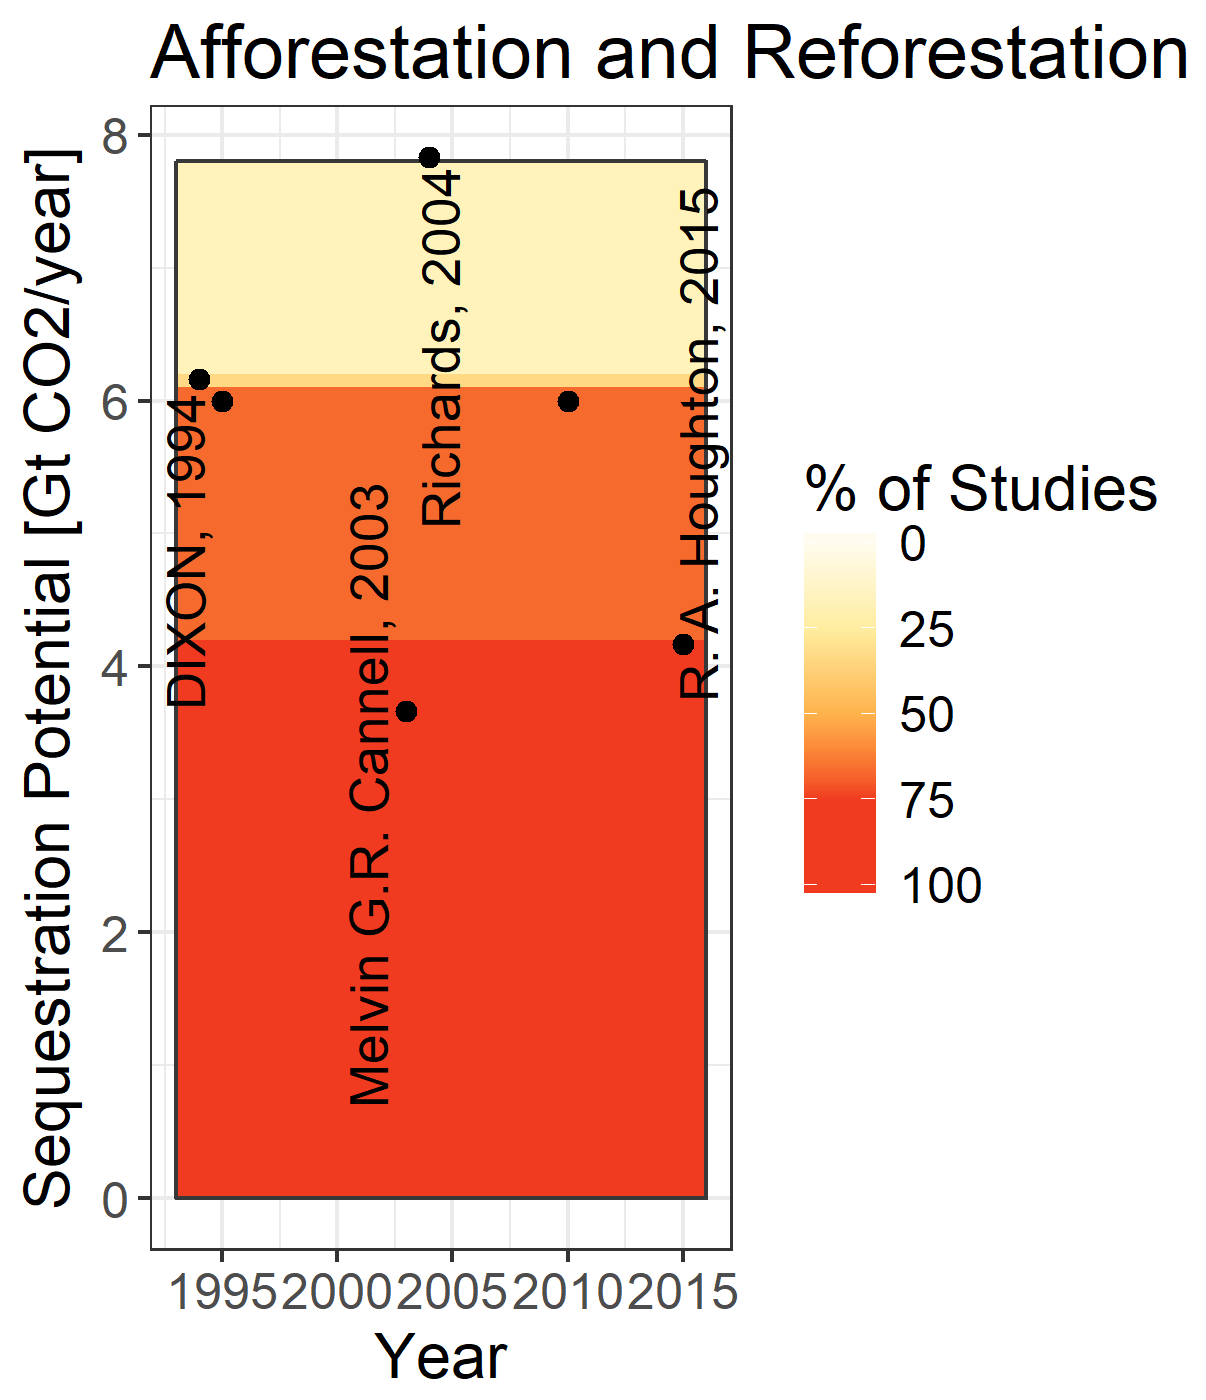 Afforestation and Reforestation
Sequestration Potential [Gt CO2/year]
8
6
4
2
0
DIXON, 1994
Melvin G.R. Cannell, 2003
Richards, 2004
R. A. Houghton, 2015
1995 2000 2005 2010 2015
Year
% of Studies
0
25
50
75
100